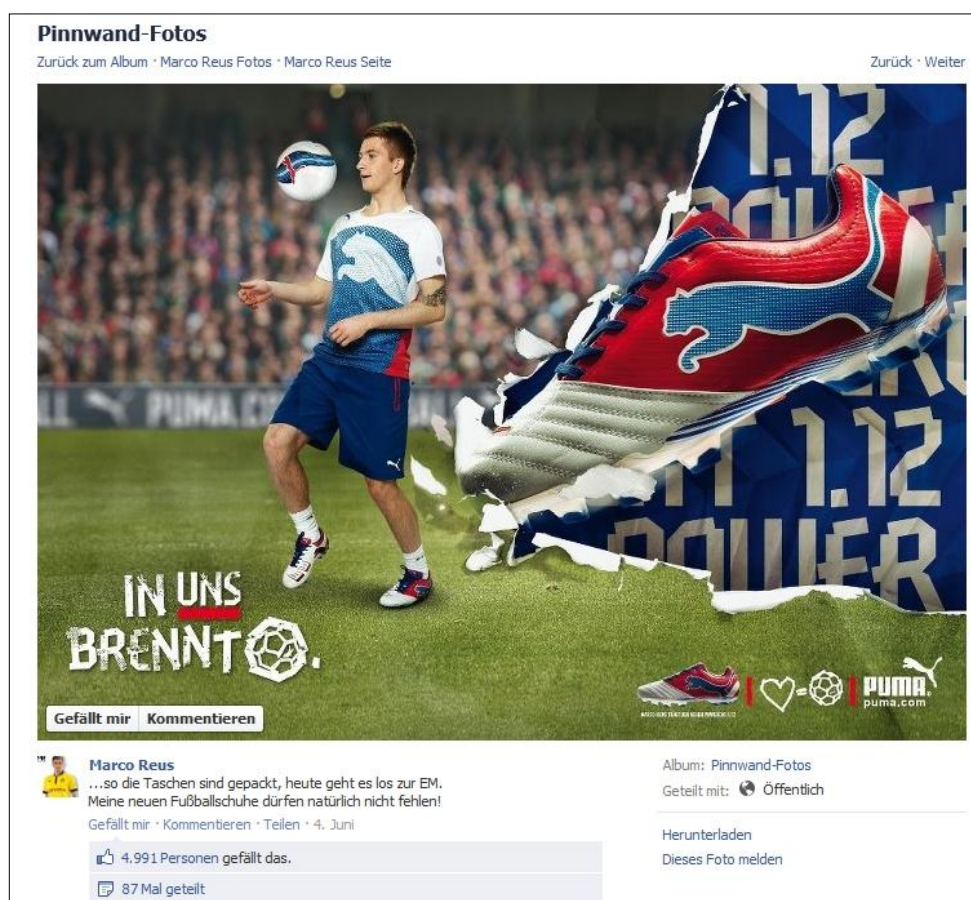 Pinnwand-Fotos
Zurück zum Album · Marco Reus Fotos · Marco Reus Seite
Zurück · Weiter
1.12
POWER
PUMA.CO
1.12
POWER
IN UNS
BRENNT
PUMA
puma.com
Gefällt mir
Kommentieren
Marco Reus
...so die Taschen sind gepackt, heute geht es los zur EM.
Meine neuen Fußballschuhe dürfen natürlich nicht fehlen!
Gefällt mir · Kommentieren · Teilen · 4. Juni
4.991 Personen gefällt das.
87 Mal geteilt
Album: Pinnwand-Fotos
Geteilt mit: Öffentlich
Herunterladen
Dieses Foto melden